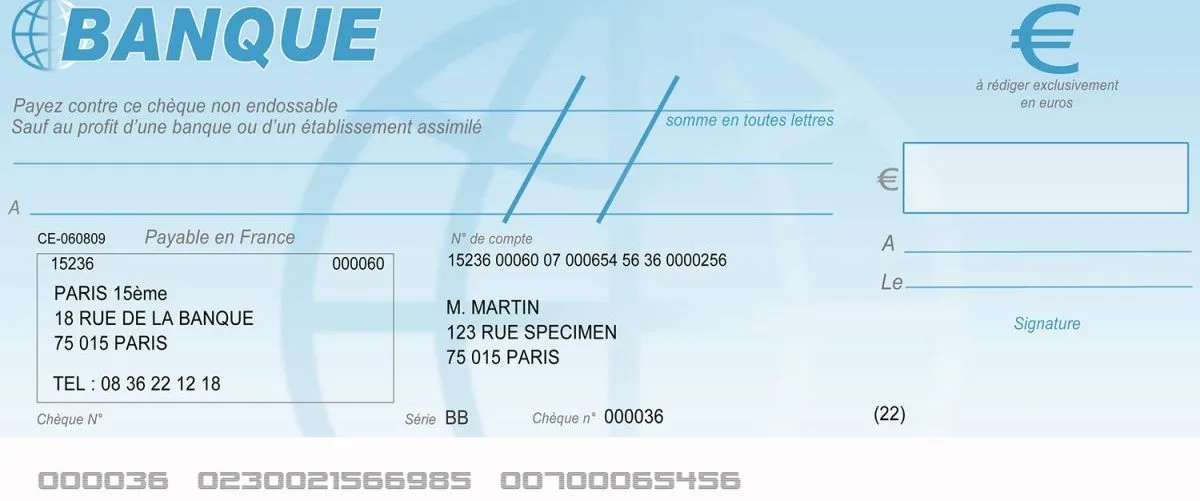 BANQUE
€
à rédiger exclusivement
en euros
Payez contre ce chèque non endossable
Sauf au profit d'une banque ou d'un établissement assimilé
somme en toutes lettres
€
A
A
Le
CE-060809 Payable en France
15236 000060
PARIS 15ème
18 RUE DE LA BANQUE
75 015 PARIS
TEL : 08 36 22 12 18
N° de compte
15236 00060 07 000654 56 36 0000256
M. MARTIN
123 RUE SPECIMEN
75 015 PARIS
Signature
Chèque N° Série BB Chèque n° 000036 (22)
000036 0230021566985 00700065456